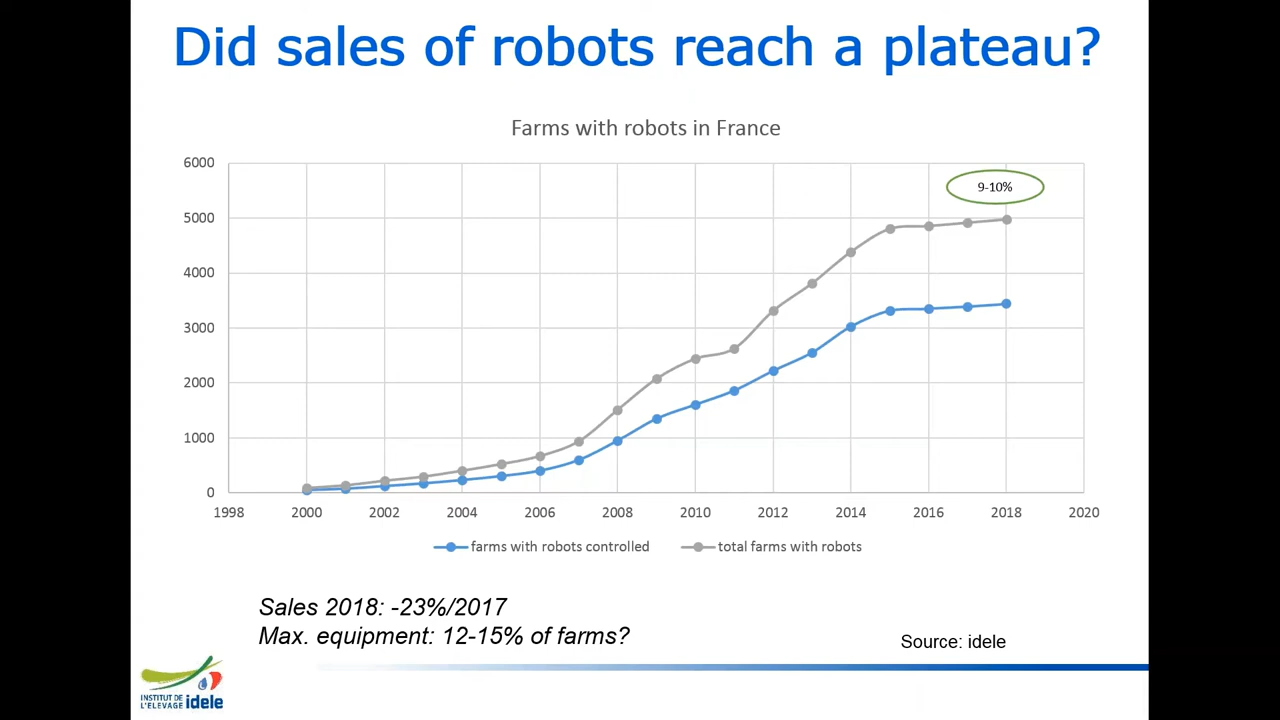 Did sales of robots reach a plateau?
Farms with robots in France
6000
9-10%
5000
4000
3000
2000
1000
0
1998 2000 2002 2004 2006 2008 2010 2012 2014 2016 2018 2020
farms with robots controlled total farms with robots
Sales 2018: -23%/2017
Max. equipment: 12-15% of farms?
Source: idele
INSTITUT DE
L'ELEVAGE idele